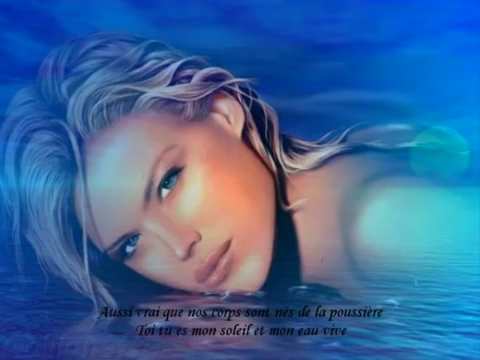 Aussi vrai que nos corps sont nés de la poussière
Toi tu es mon soleil et mon eau vive